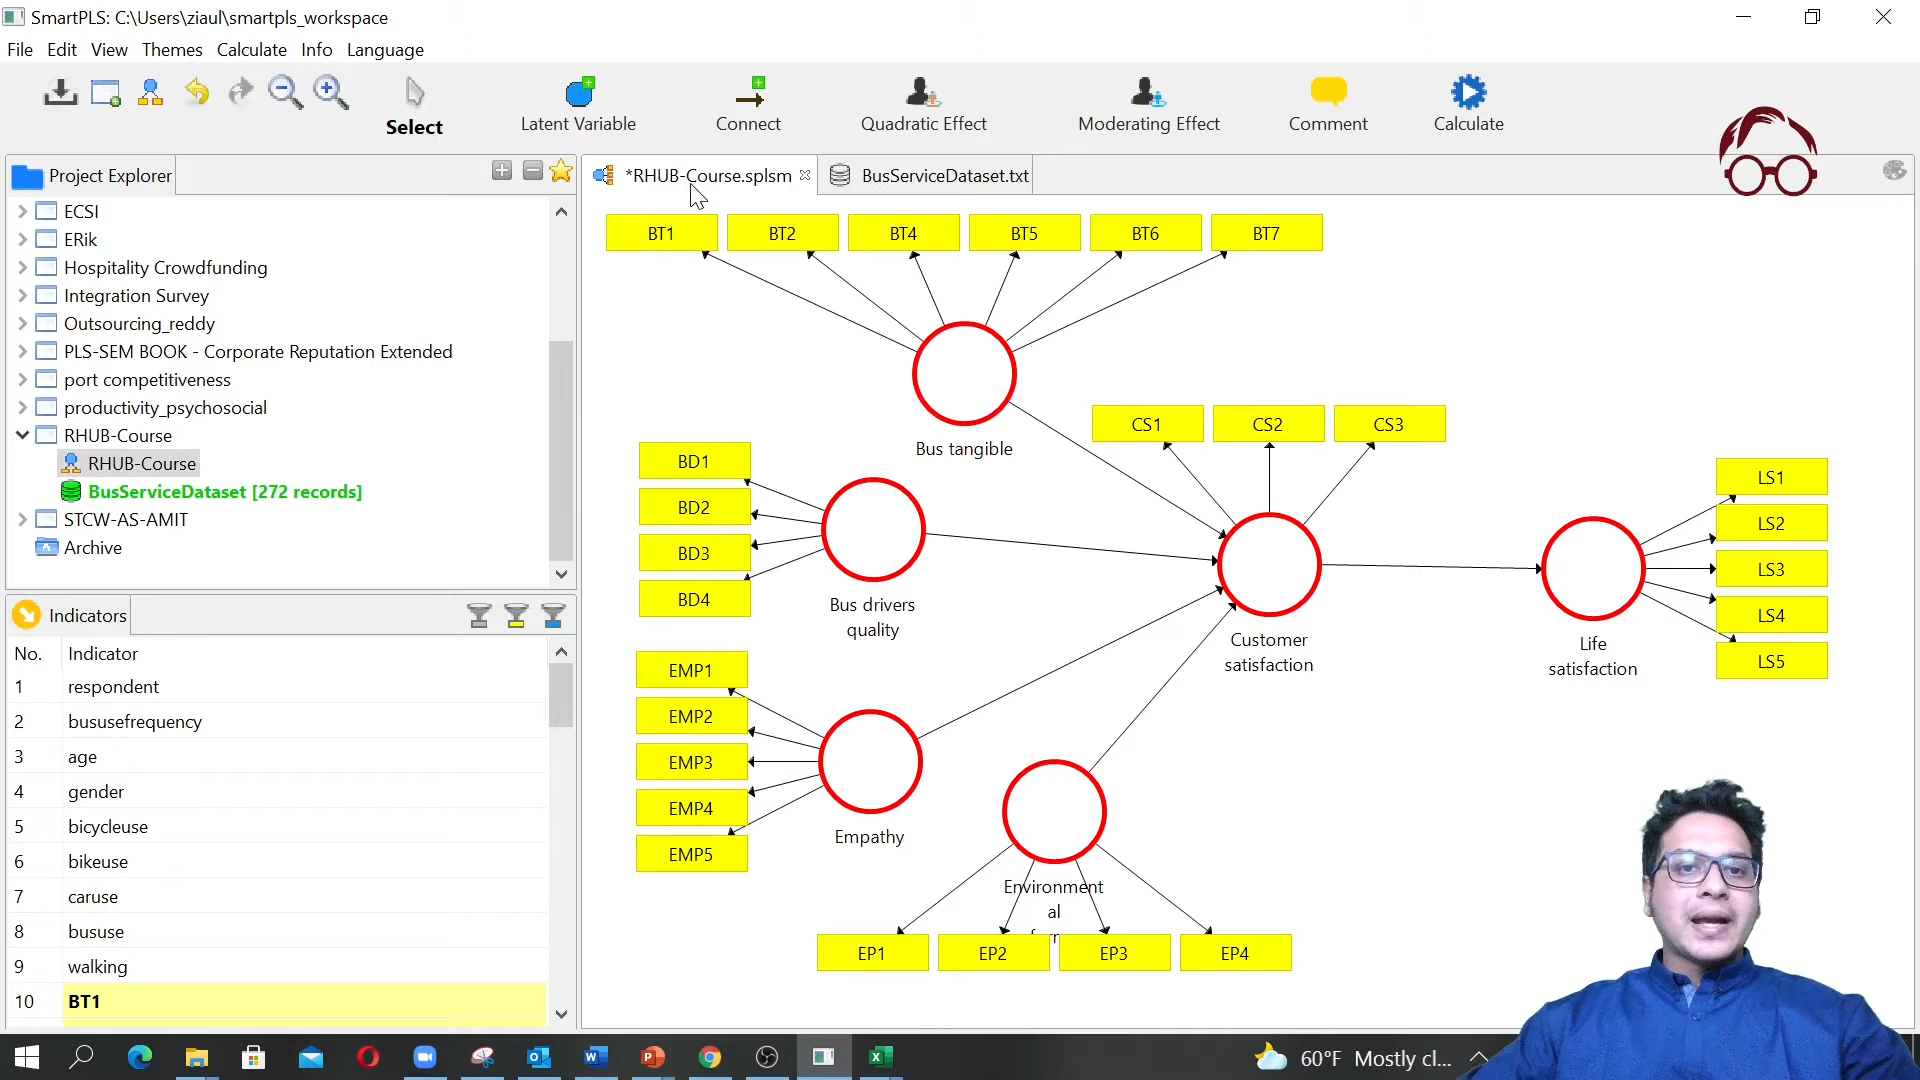 SmartPLS: C:\Users\ziaul\smartpls_workspace
File Edit View Themes Calculate Info Language
Select
Latent Variable
Connect
Quadratic Effect
Moderating Effect
Comment
Calculate
Project Explorer
ECSI
ERik
Hospitality Crowdfunding
Integration Survey
Outsourcing_reddy
PLS-SEM BOOK - Corporate Reputation Extended
port competitiveness
productivity_psychosocial
RHUB-Course
RHUB-Course
BusServiceDataset [272 records]
STCW-AS-AMIT
Archive
Indicators
No. Indicator
1 respondent
2 bususefrequency
3 age
4 gender
5 bicycleuse
6 bikeuse
7 caruse
8 bususe
9 walking
10 BT1
*RHUB-Course.splsm
BusServiceDataset.txt
BT1 BT2 BT4 BT5 BT6 BT7
Bus tangible
BD1
BD2
BD3
BD4
Bus drivers
quality
CS1 CS2 CS3
Customer
satisfaction
LS1
LS2
LS3
LS4
LS5
Life
satisfaction
EMP1
EMP2
EMP3
EMP4
EMP5
Empathy
Environment
al
EP1 EP2 EP3 EP4
60°F Mostly cl...